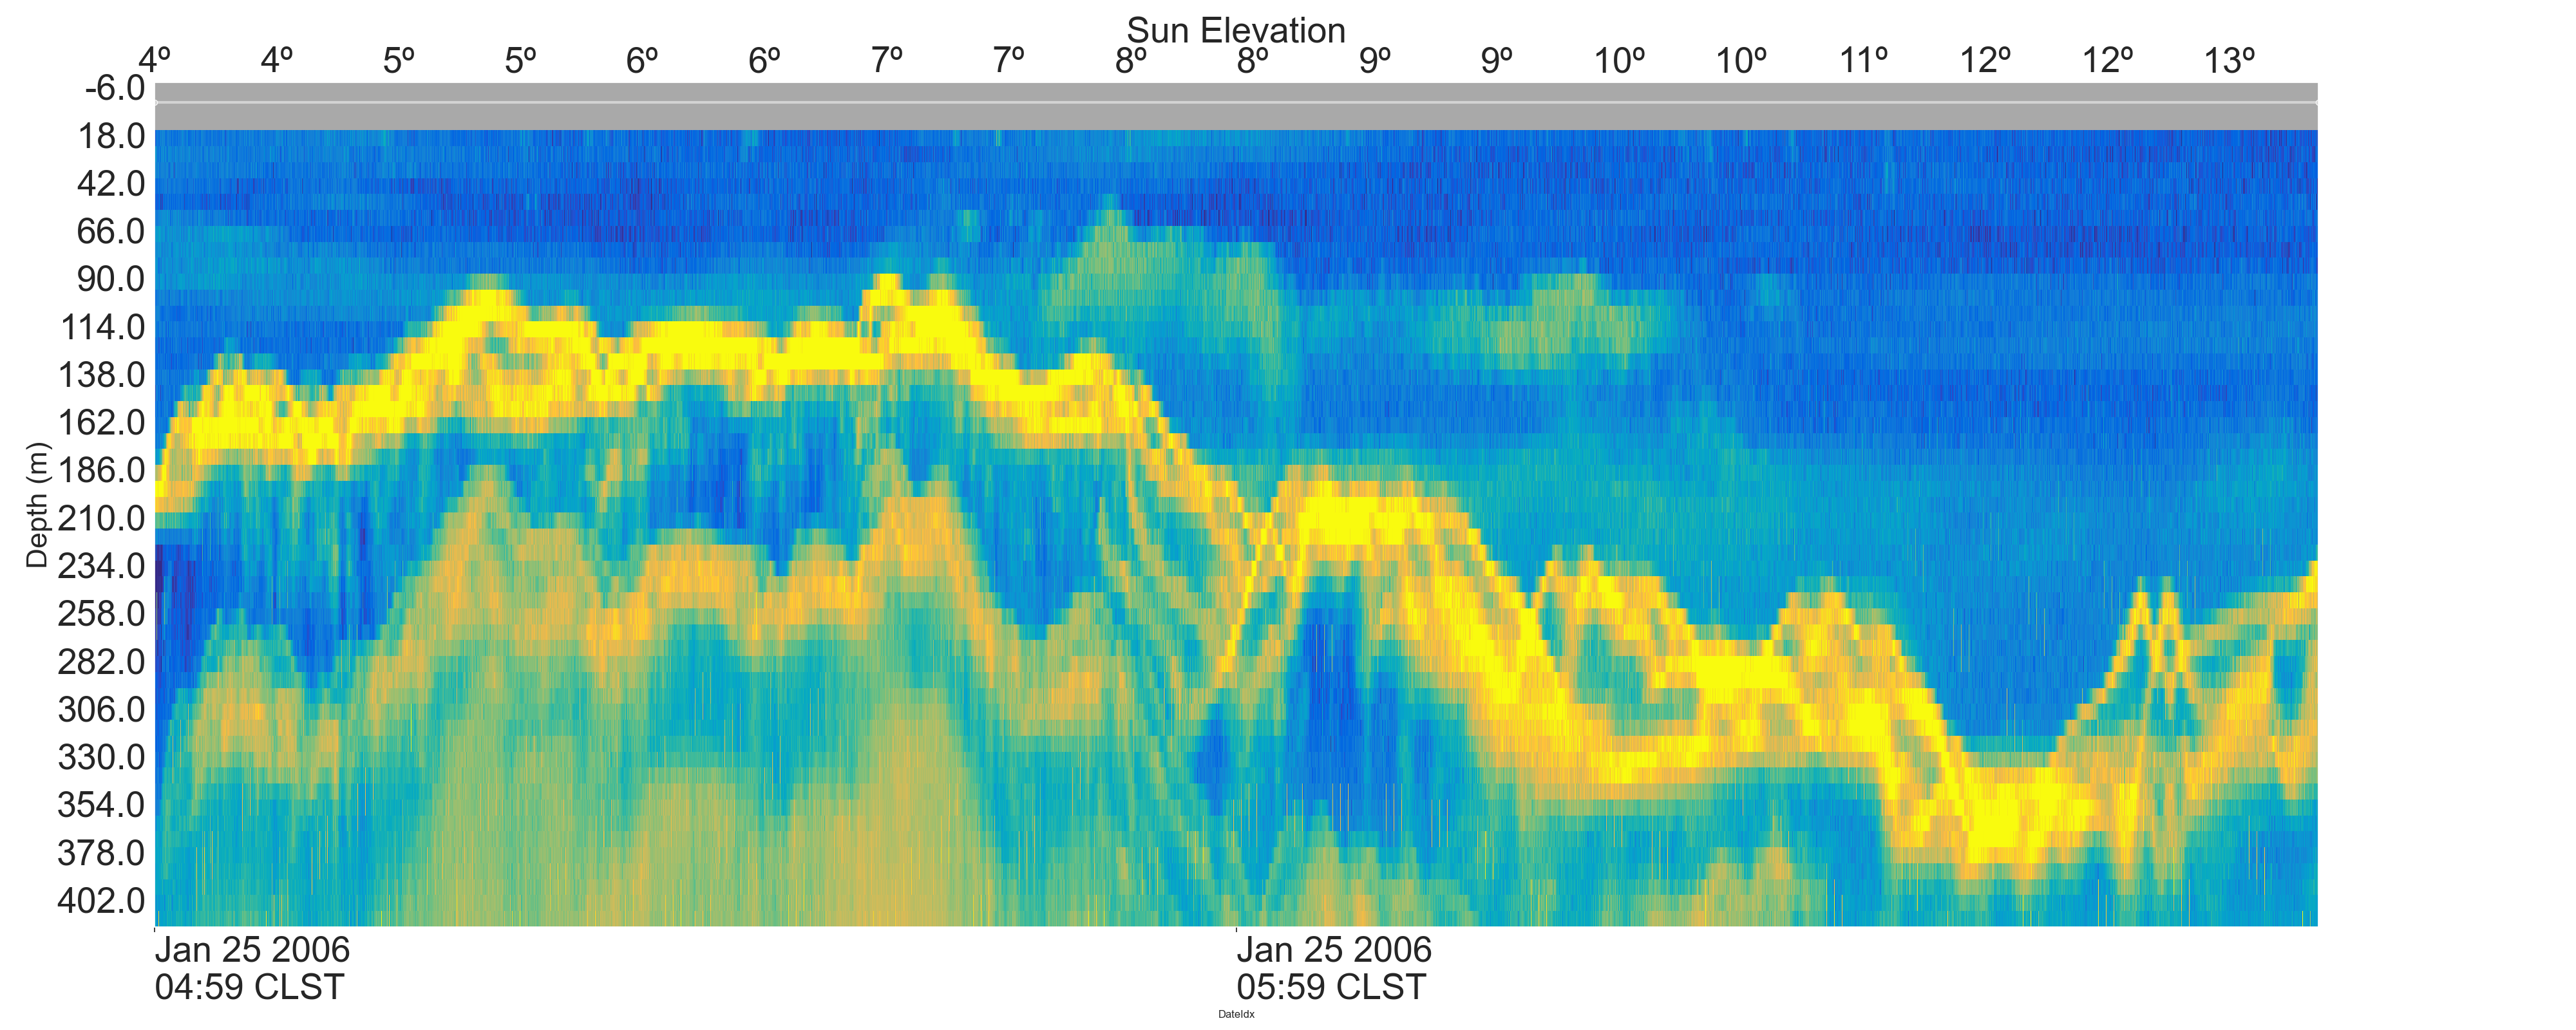 Sun Elevation
4º 4º 5º 5º 6º 6º 7º 7º 8º 8º 9º 9º 10º 10º 11º 12º 12º 13º
-6.0
18.0
42.0
66.0
90.0
114.0
138.0
162.0
186.0
210.0
234.0
258.0
282.0
306.0
330.0
354.0
378.0
402.0
Depth (m)
Jan 25 2006
04:59 CLST
Jan 25 2006
05:59 CLST
DateIdx